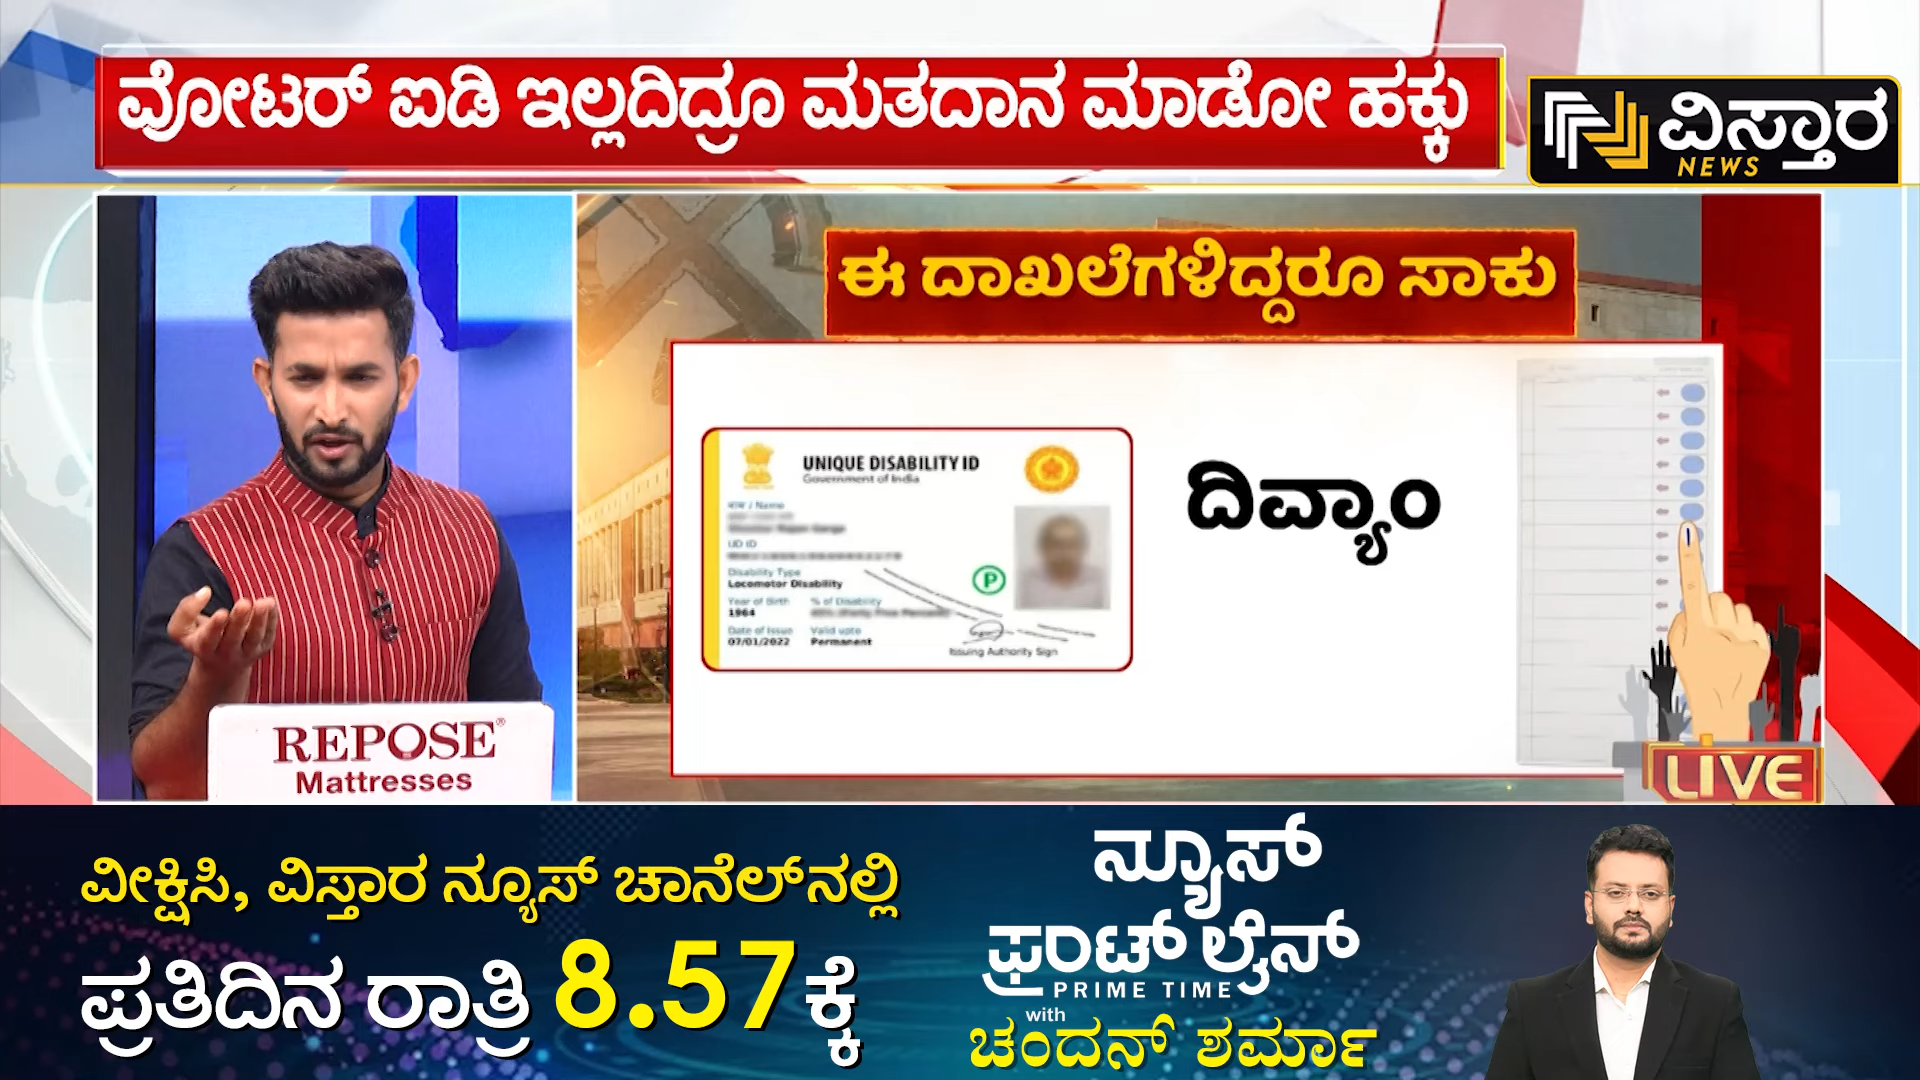 ವೋಟರ್ ಐಡಿ ಇಲ್ಲದಿದ್ರೂ ಮತದಾನ ಮಾಡೋ ಹಕ್ಕು
ವಿಸ್ತಾರ
NEWS
ಈ ದಾಖಲೆಗಳಿದ್ದರೂ ಸಾಕು
UNIQUE DISABILITY ID
Government of India
नाम / Name
UD ID
Disability Type
Locomotor Disability
Year of Birth % of Disability
1964
Date of Issue Valid upto
07/01/2022 Permanent
P
Issuing Authority Sign
ದಿವ್ಯಾಂ
REPOSE®
Mattresses
LIVE
ವೀಕ್ಷಿಸಿ, ವಿಸ್ತಾರ ನ್ಯೂಸ್ ಚಾನೆಲ್‌ನಲ್ಲಿ
ಪ್ರತಿದಿನ ರಾತ್ರಿ 8.57ಕ್ಕೆ
ನ್ಯೂಸ್
ಫ್ರಂಟ್ ಲೈನ್
PRIME TIME
with
ಚಂದನ್ ಶರ್ಮಾ